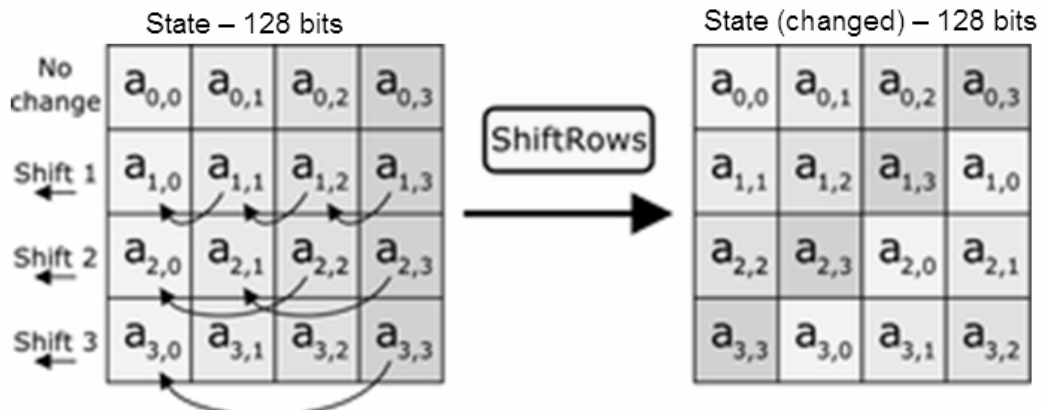 State – 128 bits
State (changed) – 128 bits
No
change
a0,0 a0,1 a0,2 a0,3
ShiftRows
a0,0 a0,1 a0,2 a0,3
Shift 1
a1,0 a1,1 a1,2 a1,3
a1,1 a1,2 a1,3 a1,0
Shift 2
a2,0 a2,1 a2,2 a2,3
a2,2 a2,3 a2,0 a2,1
Shift 3
a3,0 a3,1 a3,2 a3,3
a3,3 a3,0 a3,1 a3,2